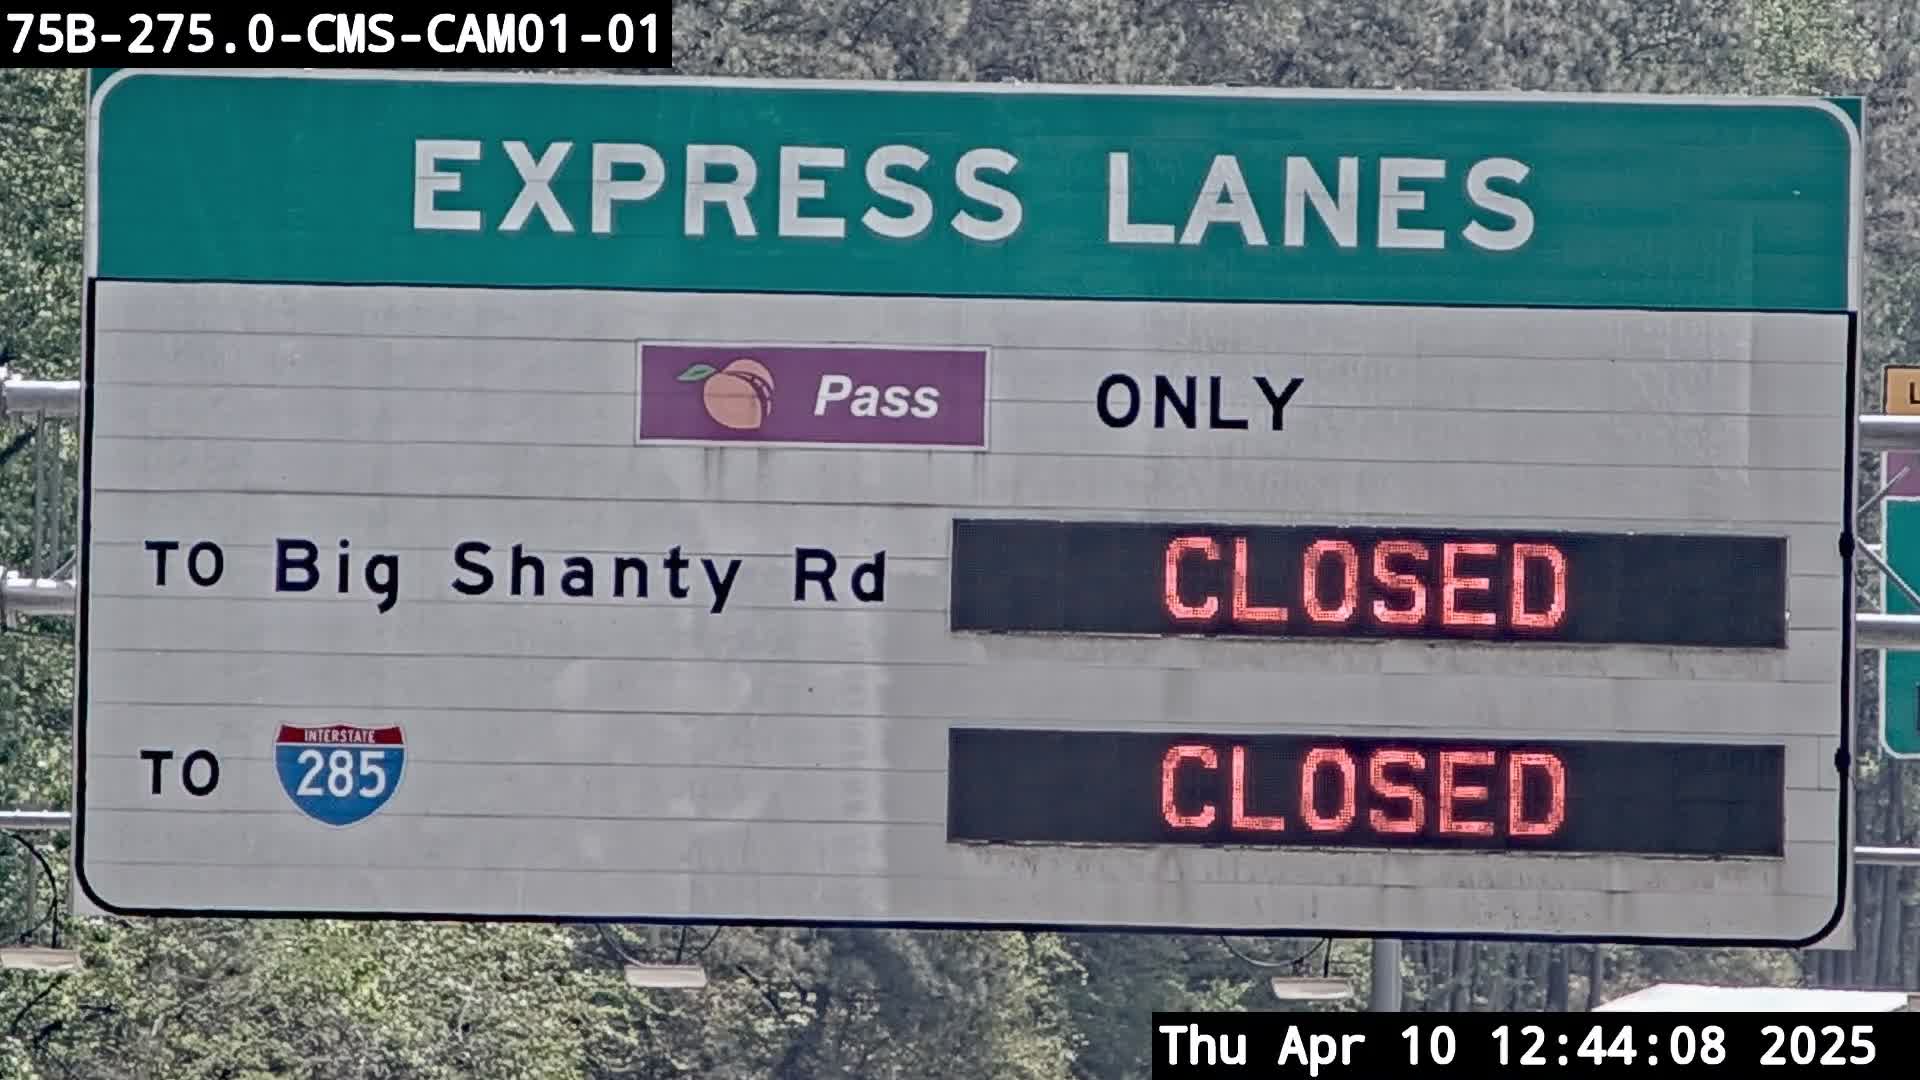 75B-275.0-CMS-CAM01-01
EXPRESS LANES
Pass ONLY
TO Big Shanty Rd CLOSED
TO INTERSTATE 285 CLOSED
Thu Apr 10 12:44:08 2025